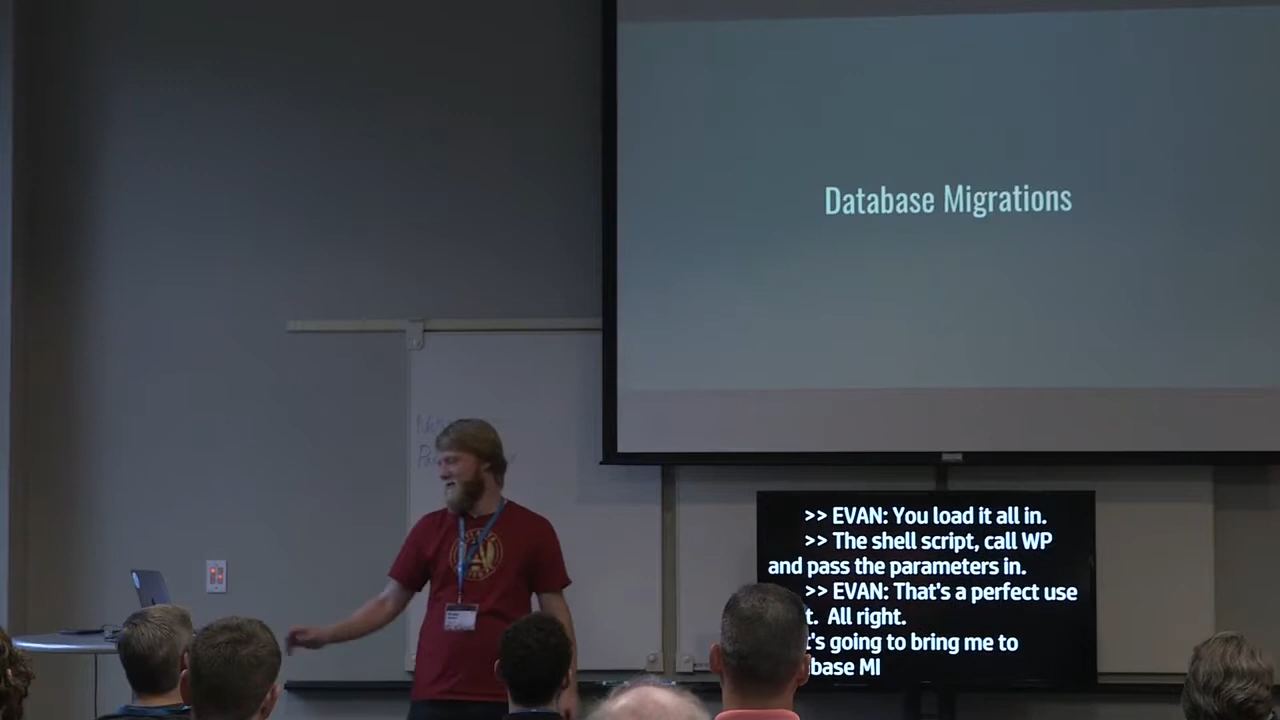 Database Migrations
>> EVAN: You load it all in.
>> The shell script, call WP
and pass the parameters in.
>> EVAN: That's a perfect use
t. All right.
t's going to bring me to
base MI